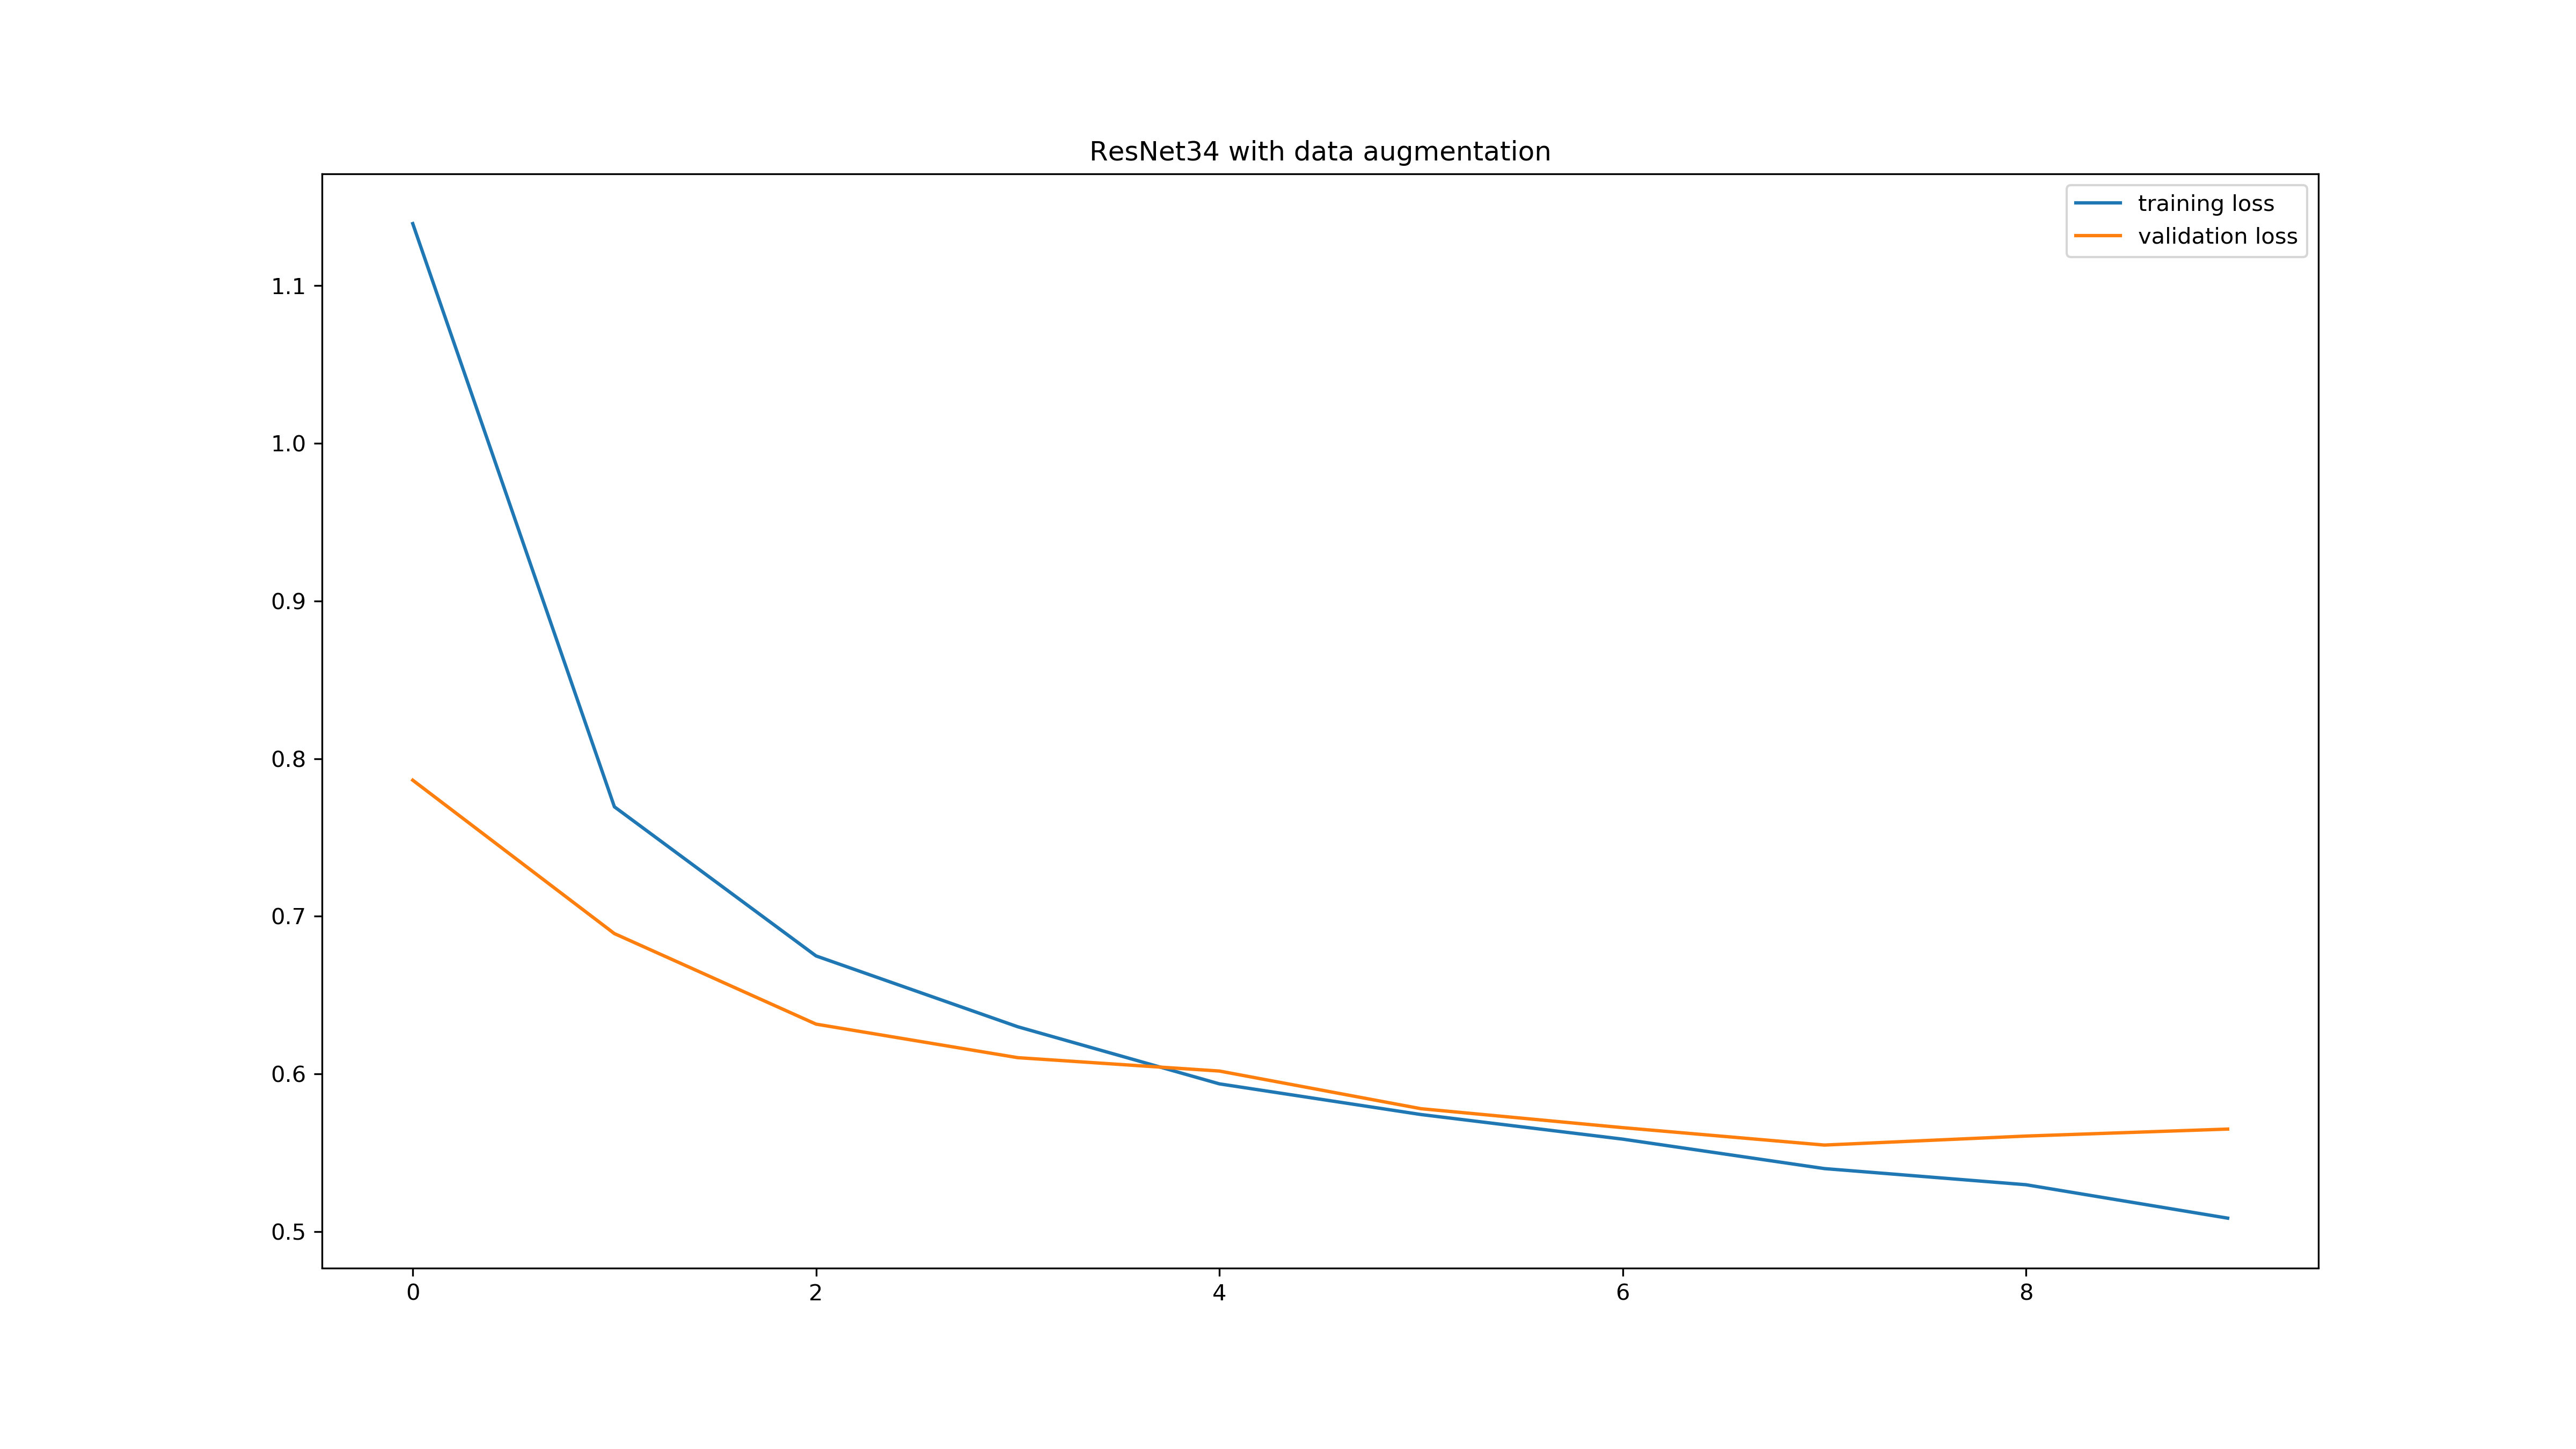 ResNet34 with data augmentation
training loss
validation loss
1.1
1.0
0.9
0.8
0.7
0.6
0.5
0 2 4 6 8